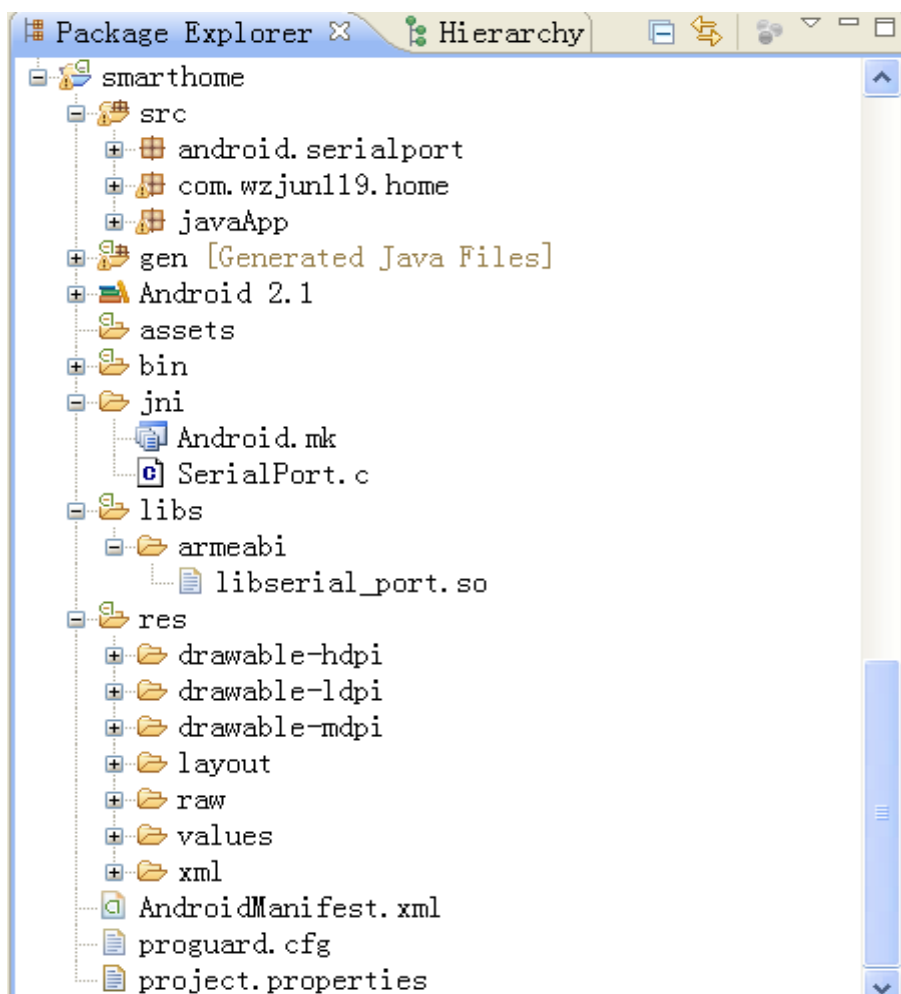 Package Explorer Hierarchy
smarthome
src
android.serialport
com.wzjun119.home
javaApp
gen [Generated Java Files]
Android 2.1
assets
bin
jni
Android.mk
SerialPort.c
libs
armeabi
libserial_port.so
res
drawable-hdpi
drawable-ldpi
drawable-mdpi
layout
raw
values
xml
AndroidManifest.xml
proguard.cfg
project.properties